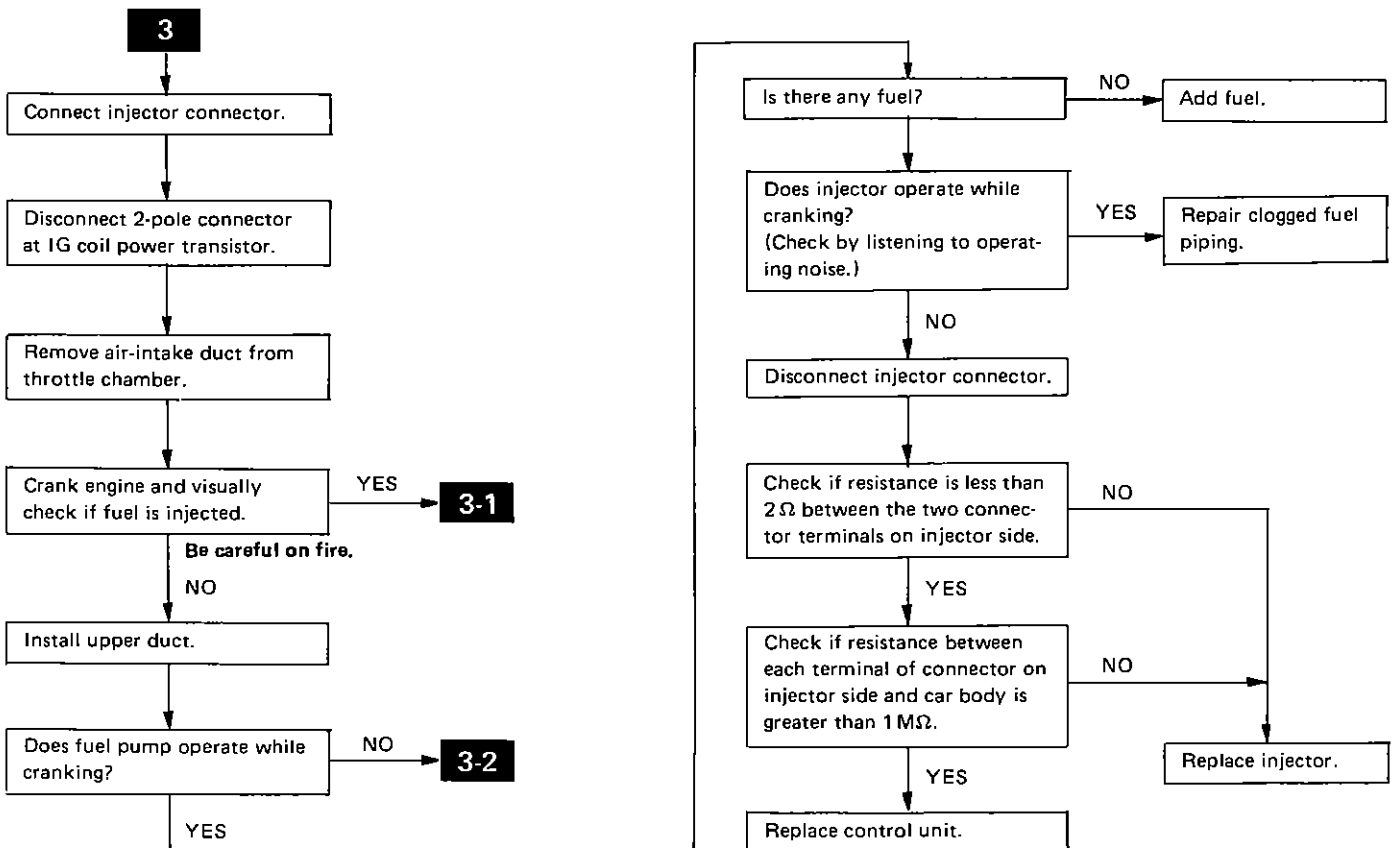 3
Connect injector connector.
Disconnect 2-pole connector
at IG coil power transistor.
Remove air-intake duct from
throttle chamber.
Crank engine and visually
check if fuel is injected.
YES
3-1
Be careful on fire.
NO
Install upper duct.
Does fuel pump operate while
cranking?
NO
3-2
YES
Is there any fuel?
NO
Add fuel.
Does injector operate while
cranking?
(Check by listening to operat-
ing noise.)
YES
Repair clogged fuel
piping.
NO
Disconnect injector connector.
Check if resistance is less than
2 Ω between the two connec-
tor terminals on injector side.
NO
YES
Check if resistance between
each terminal of connector on
injector side and car body is
greater than 1 MΩ.
NO
Replace injector.
YES
Replace control unit.